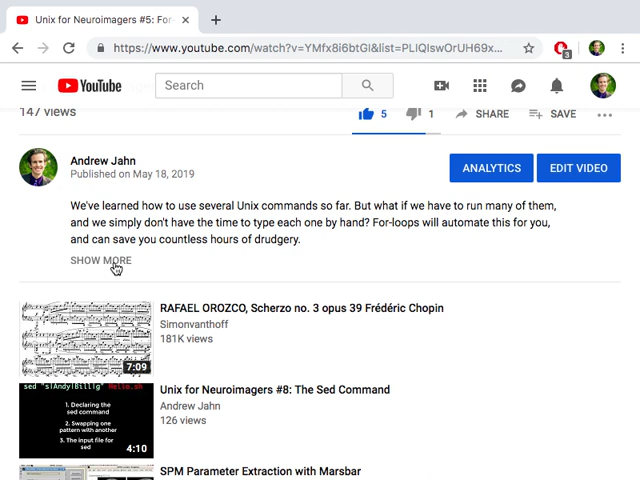 Unix for Neuroimagers #5: For-
https://www.youtube.com/watch?v=YMfx8i6btGI&list=PLIQIswOrUH69x...
3
YouTube
Search
147 views
5
1
SHARE
SAVE
Andrew Jahn
Published on May 18, 2019
ANALYTICS
EDIT VIDEO
We've learned how to use several Unix commands so far. But what if we have to run many of them,
and we simply don't have the time to type each one by hand? For-loops will automate this for you,
and can save you countless hours of drudgery.
SHOW MORE
RAFAEL OROZCO, Scherzo no. 3 opus 39 Frédéric Chopin
Simonvanthoff
181K views
7:09
sed "s|Andy|Bill|g" Hello.sh
1. Declaring the
sed command
2. Swapping one
pattern with another
3. The input file for
sed
4:10
Unix for Neuroimagers #8: The Sed Command
Andrew Jahn
126 views
SPM Parameter Extraction with Marsbar